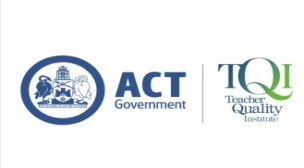 ACT
Government
TQI
Teacher
Quality
Institute